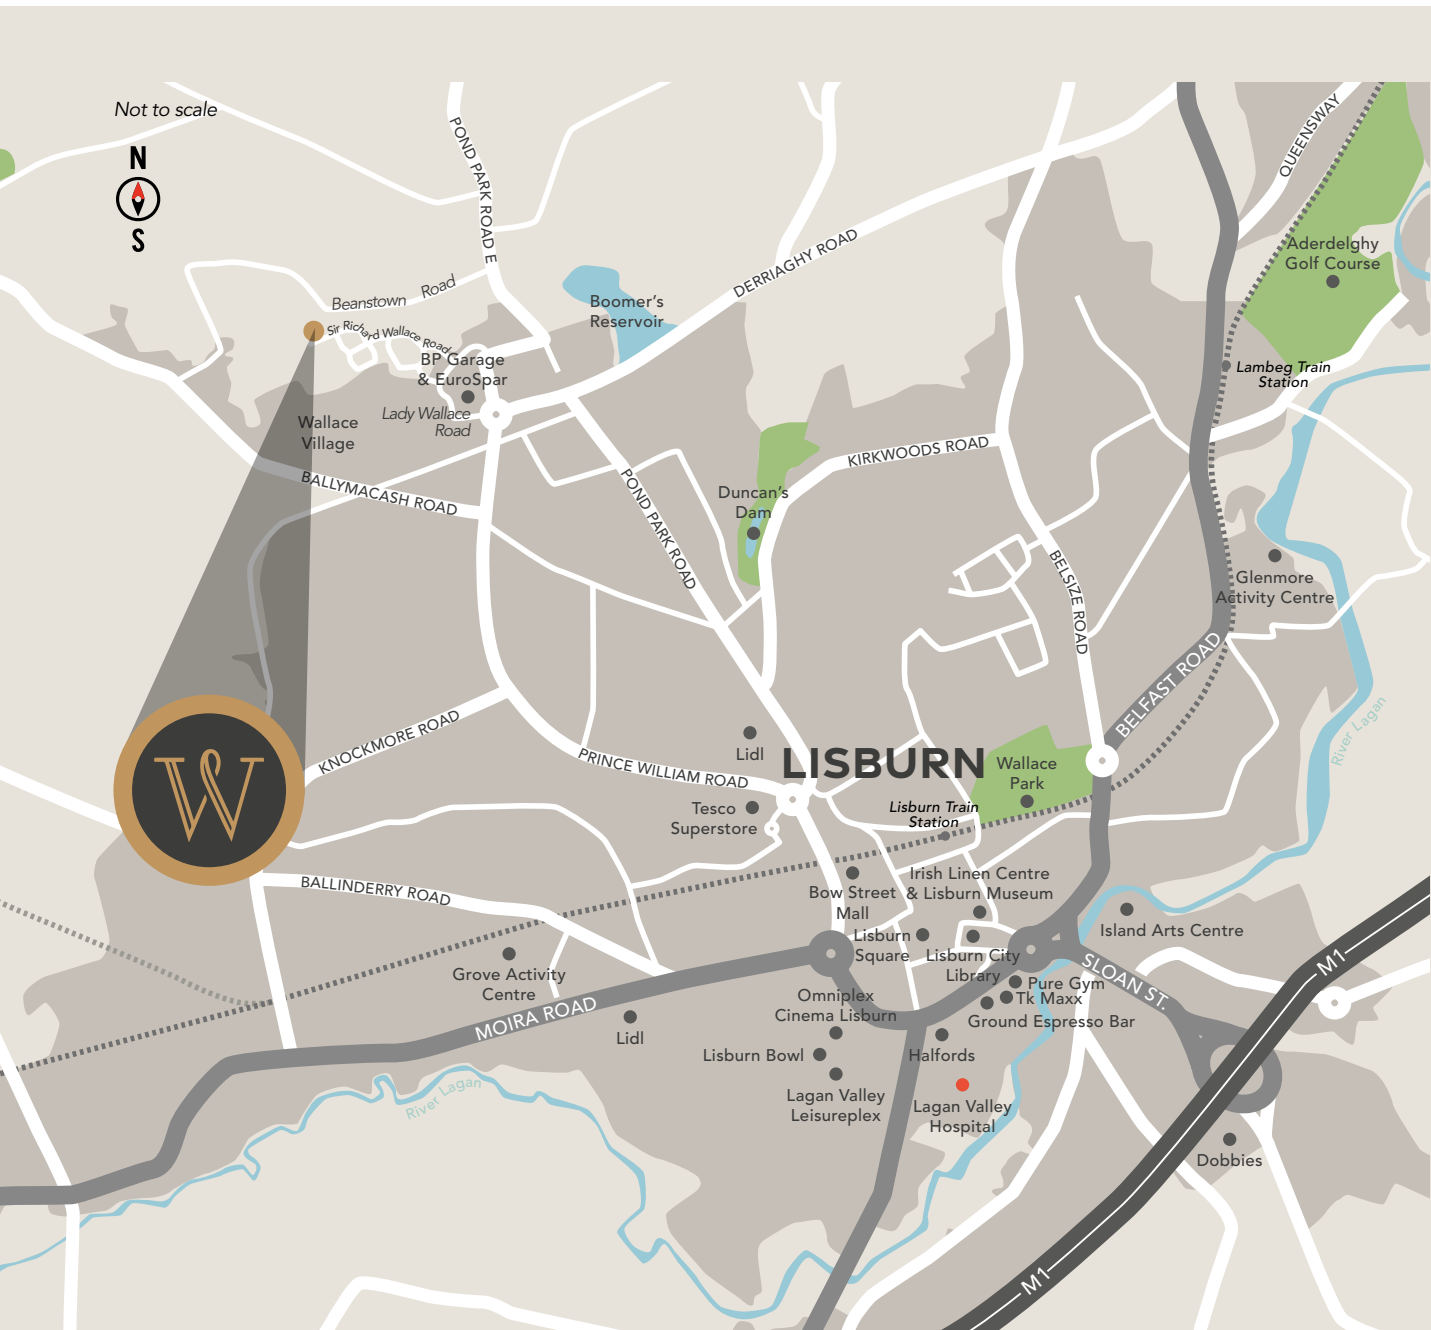 Not to scale
N
S
POND PARK ROAD E
QUEENSWAY
DERRIAGHY ROAD
Aderdelghy
Golf Course
Beanstown Road
Boomer's
Reservoir
Sir Richard Wallace Road
BP Garage
& EuroSpar
Lambeg Train
Station
Lady Wallace
Road
Wallace
Village
KIRKWOODS ROAD
BALLYMACASH ROAD
POND PARK ROAD
Duncan's
Dam
BELSIZE ROAD
Glenmore
Activity Centre
BELFAST ROAD
River Lagan
KNOCKMORE ROAD
W
PRINCE WILLIAM ROAD
Lidl
LISBURN
Wallace
Park
Tesco
Superstore
Lisburn Train
Station
BALLINDERRY ROAD
Bow Street
Mall
Irish Linen Centre
& Lisburn Museum
Island Arts Centre
Lisburn
Square
Lisburn City
Library
SLOAN ST.
M1
Grove Activity
Centre
MOIRA ROAD
Lidl
Omniplex
Cinema Lisburn
Pure Gym
Tk Maxx
Ground Espresso Bar
Lisburn Bowl
Halfords
Lagan Valley
Leisureplex
Lagan Valley
Hospital
River Lagan
Dobbies
M1